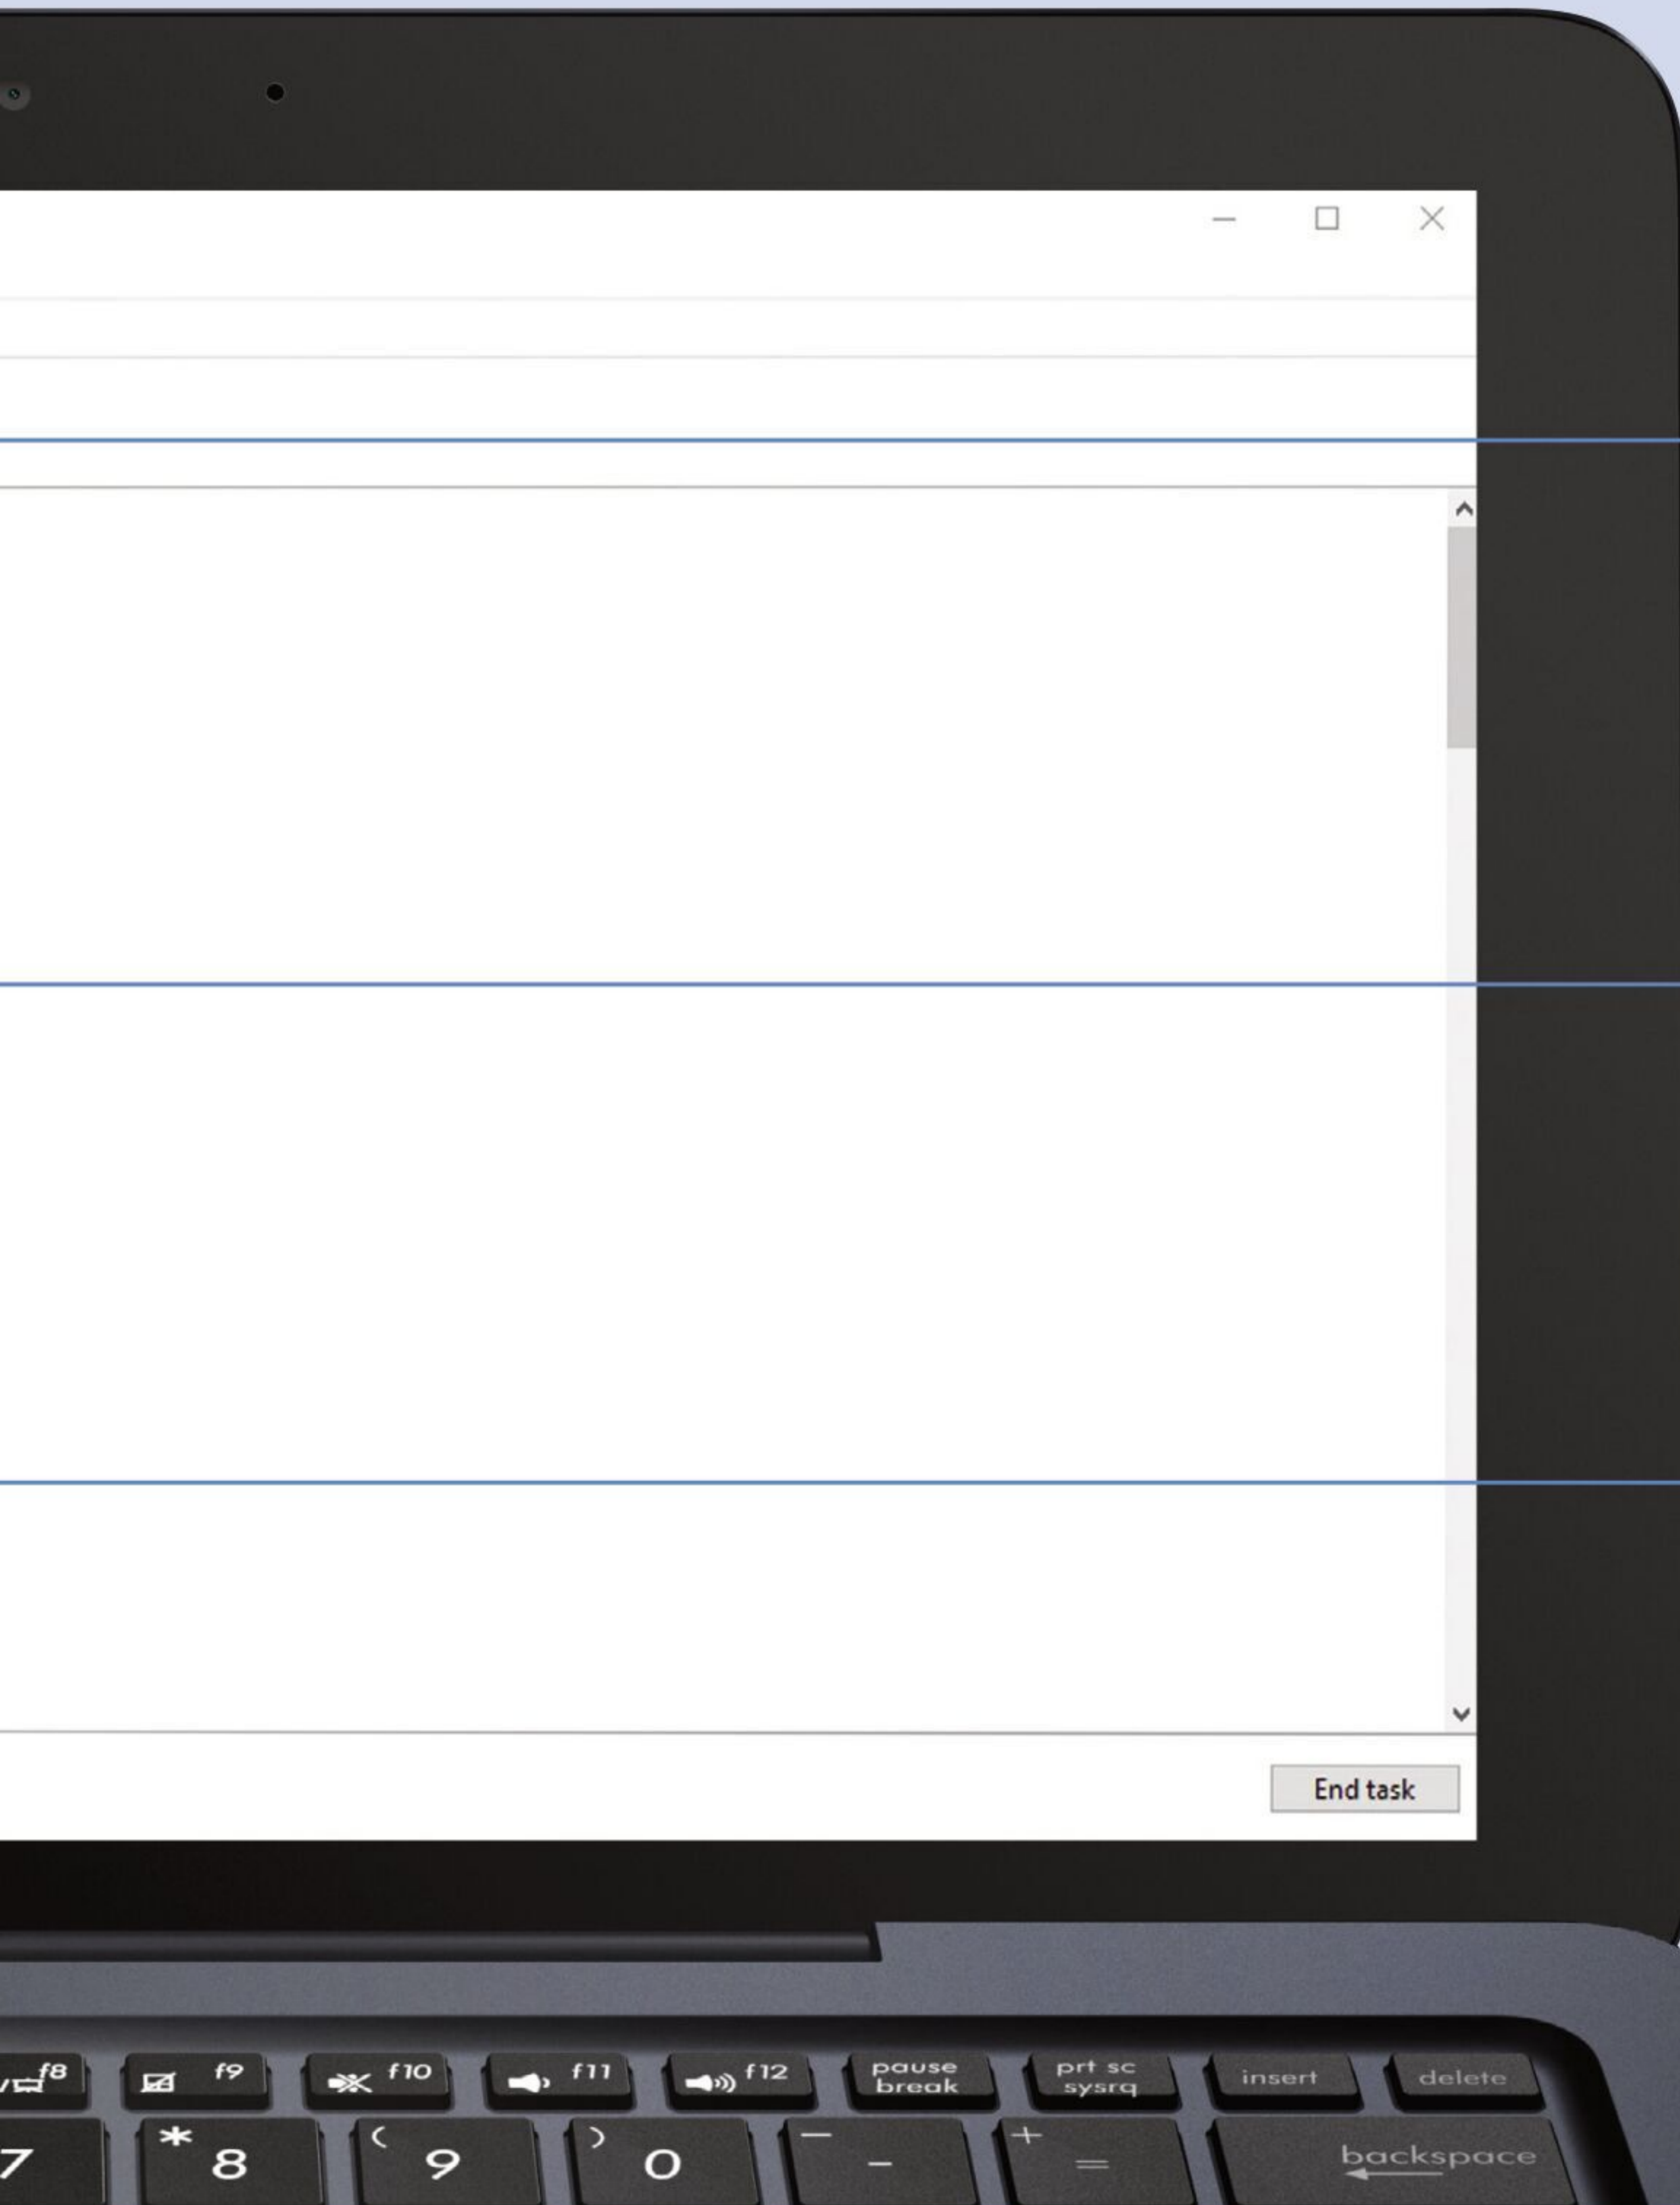 End task
f8 f9 f10 f11 f12 pause break prt sc sysrq insert delete
7 * 8 ( 9 ) 0 — - + = backspace